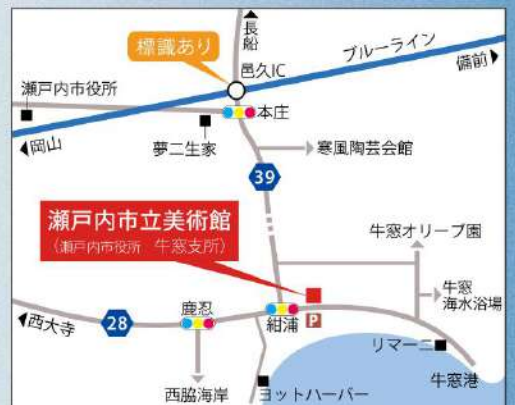 長船
標識あり
ブルーライン
邑久IC
備前
瀬戸内市役所
本庄
岡山
夢二生家
寒風陶芸会館
39
瀬戸内市立美術館
(瀬戸内市役所 牛窓支所)
牛窓オリーブ園
牛窓
海水浴場
西大寺
28
鹿忍
紺浦
P
リマーニ
西脇海岸
ヨットハーバー
牛窓港